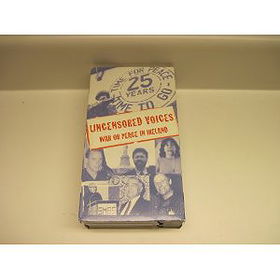 TIME FOR PEACE
25
YEARS
TIME TO GO
UNCENSORED VOICES
WAR OR PEACE IN IRELAND